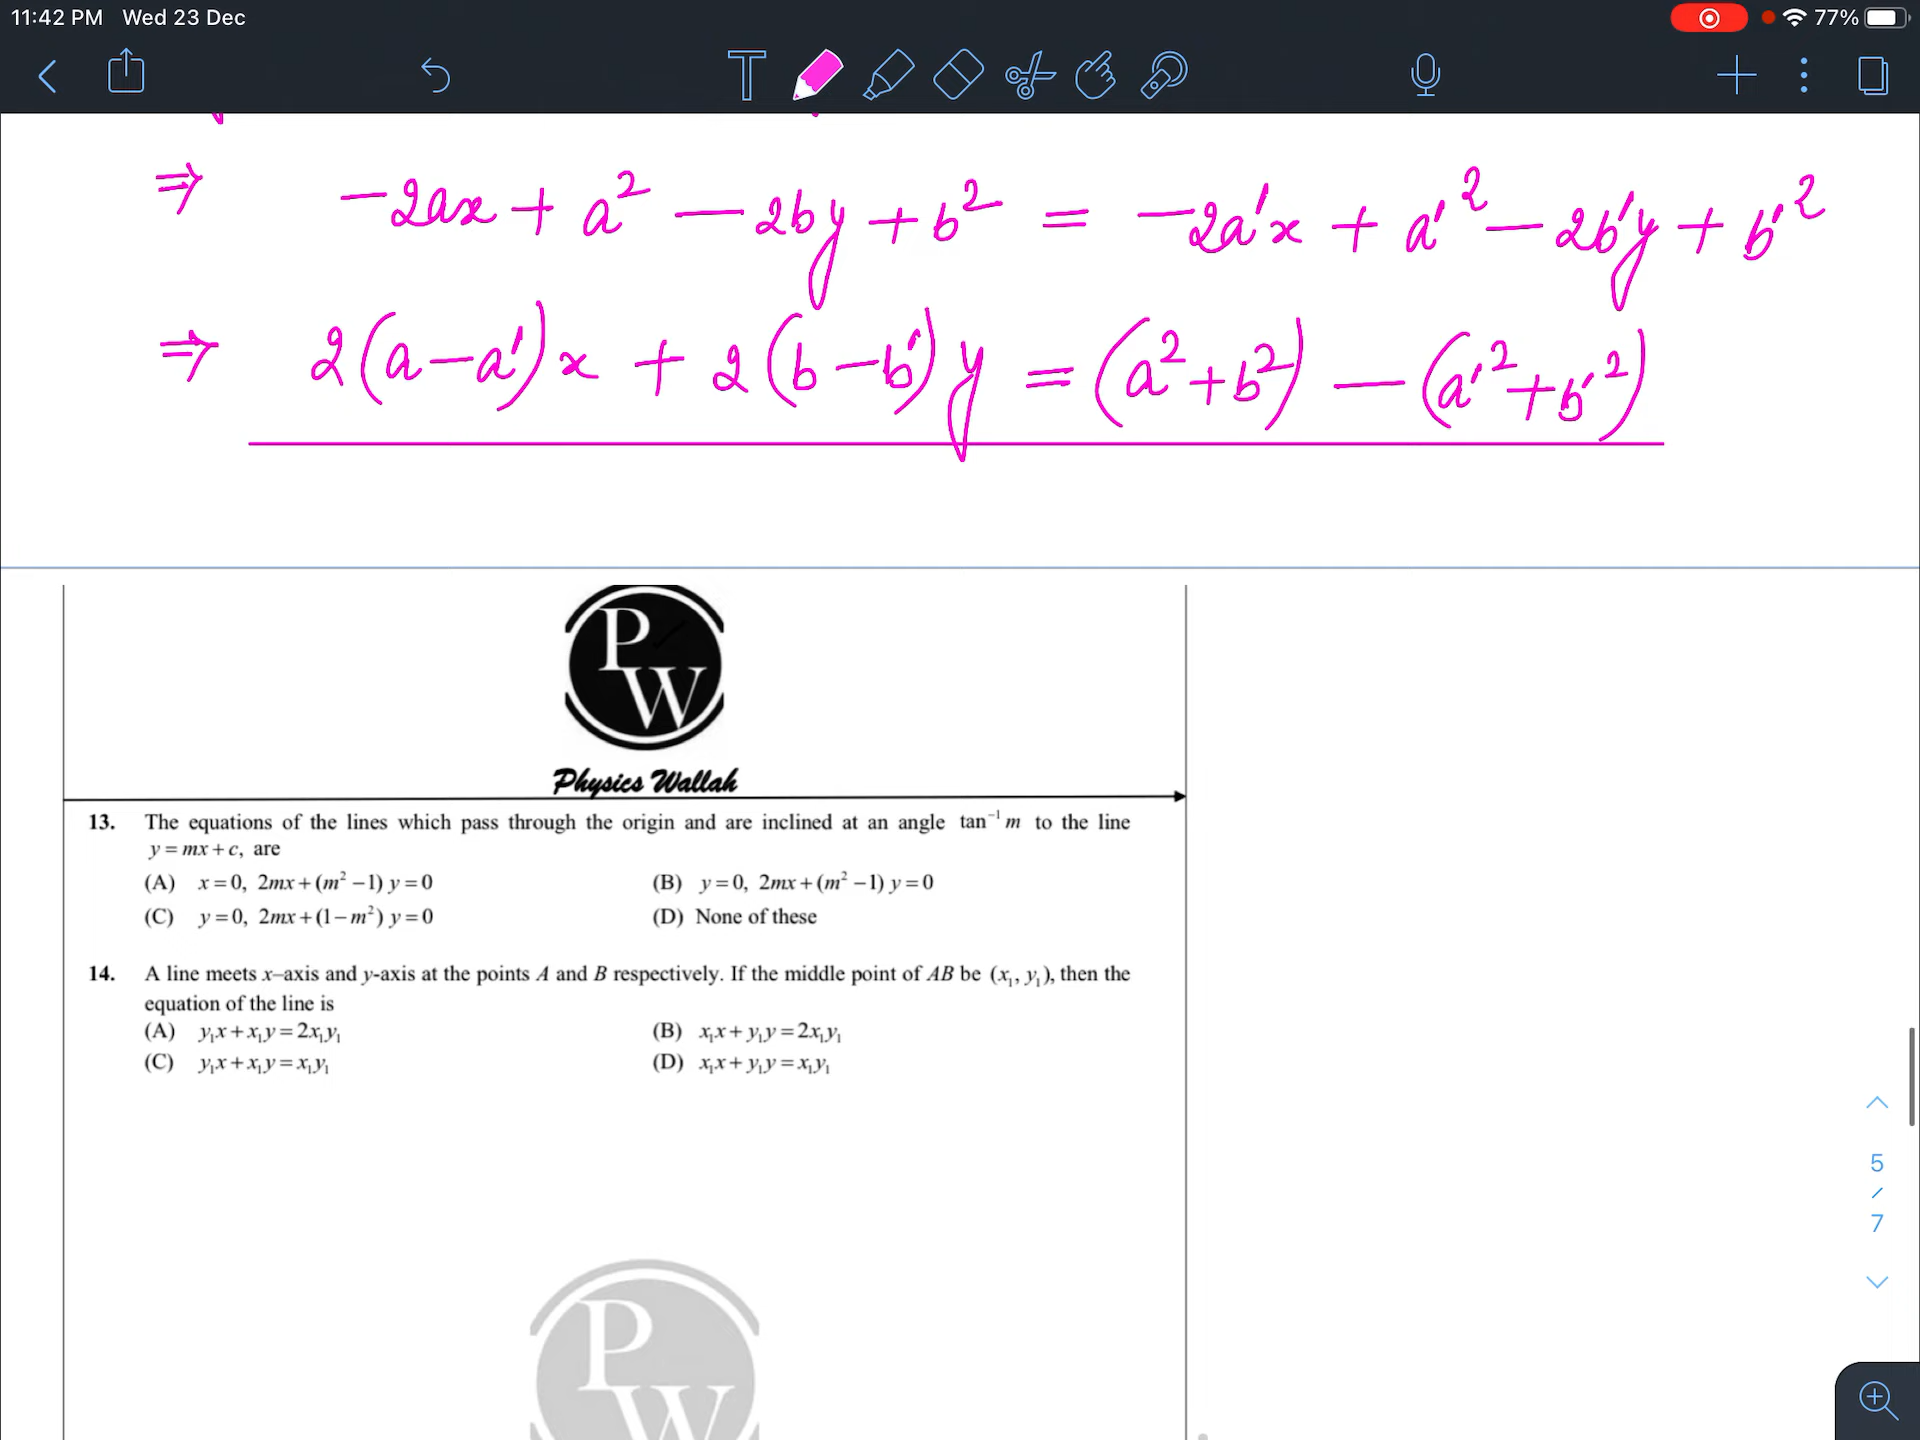 11:42 PM Wed 23 Dec
77%
T
⇒ -2ax + a² - 2by + b² = -2a'x + a'² - 2b'y + b'²
⇒ 2(a-a')x + 2(b-b')y = (a²+b²) - (a'²+b'²)
PW
Physics Wallah
13. The equations of the lines which pass through the origin and are inclined at an angle tan⁻¹ m to the line
y = mx + c, are
(A) x = 0, 2mx + (m² − 1) y = 0 (B) y = 0, 2mx + (m² − 1) y = 0
(C) y = 0, 2mx + (1 − m²) y = 0 (D) None of these
14. A line meets x–axis and y-axis at the points A and B respectively. If the middle point of AB be (x₁, y₁), then the
equation of the line is
(A) y₁x + x₁y = 2x₁y₁ (B) x₁x + y₁y = 2x₁y₁
(C) y₁x + x₁y = x₁y₁ (D) x₁x + y₁y = x₁y₁
5
/
7
PW